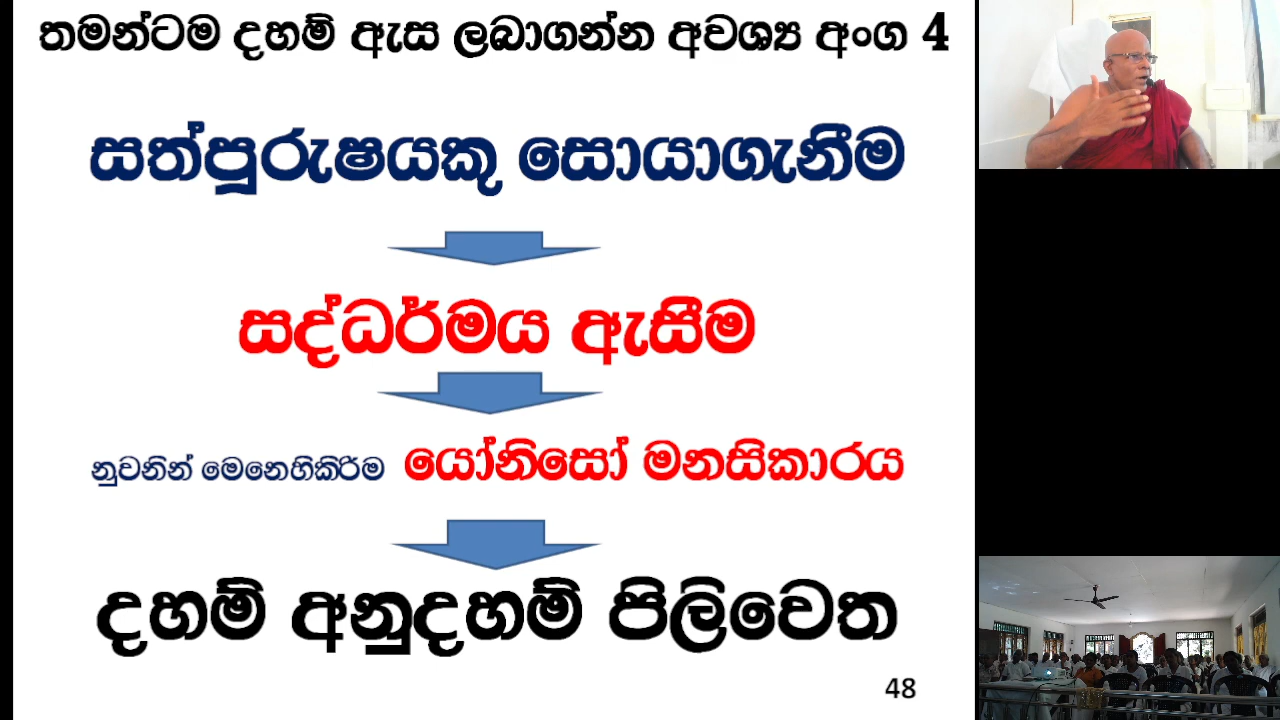 තමන්ටම දහම් ඇස ලබාගන්න අවශ්‍ය අංග 4
සත්පුරුෂයකු සොයාගැනීම
සද්ධර්මය ඇසීම
නුවනින් මෙනෙහිකිරිම යෝනිසෝ මනසිකාරය
දහම් අනුදහම් පිලිවෙත
48